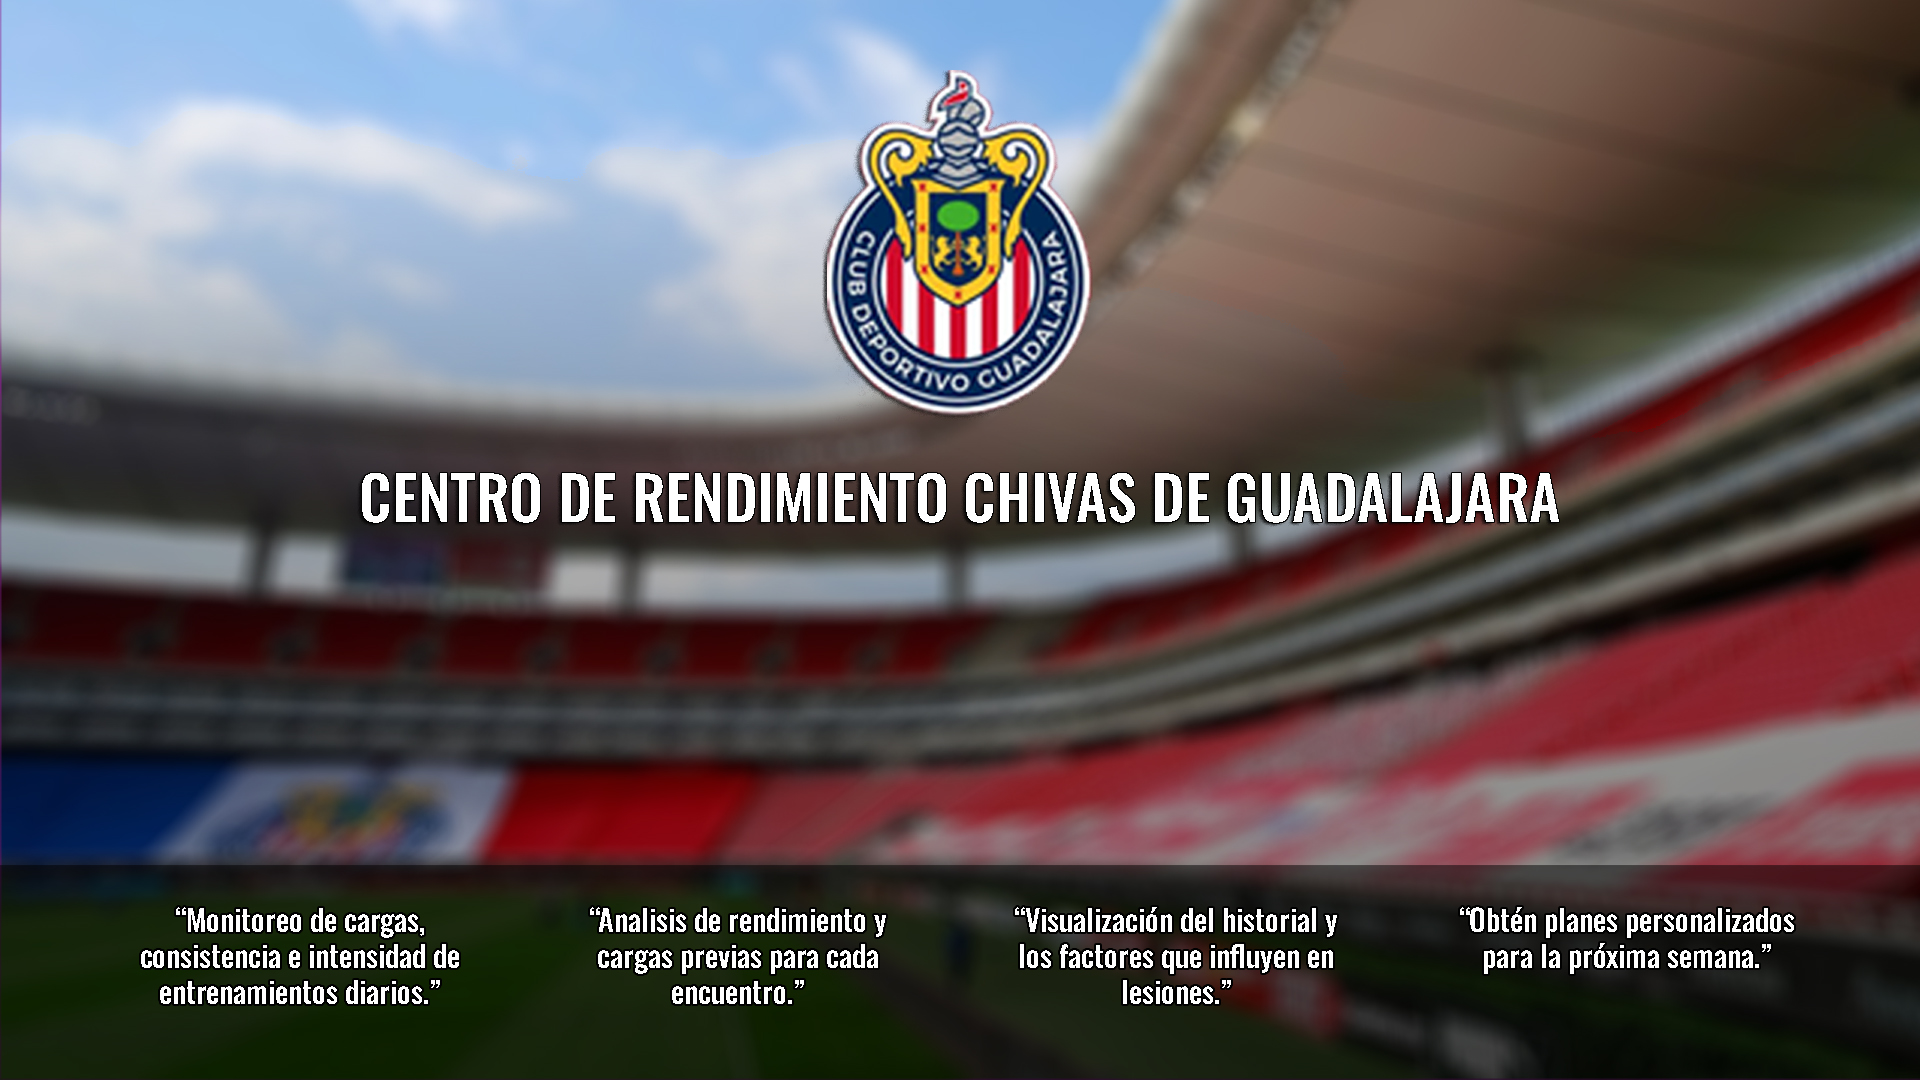 CLUB DEPORTIVO GUADALAJARA
CENTRO DE RENDIMIENTO CHIVAS DE GUADALAJARA
“Monitoreo de cargas,
consistencia e intensidad de
entrenamientos diarios.”
“Analisis de rendimiento y
cargas previas para cada
encuentro.”
“Visualización del historial y
los factores que influyen en
lesiones.”
“Obtén planes personalizados
para la próxima semana.”